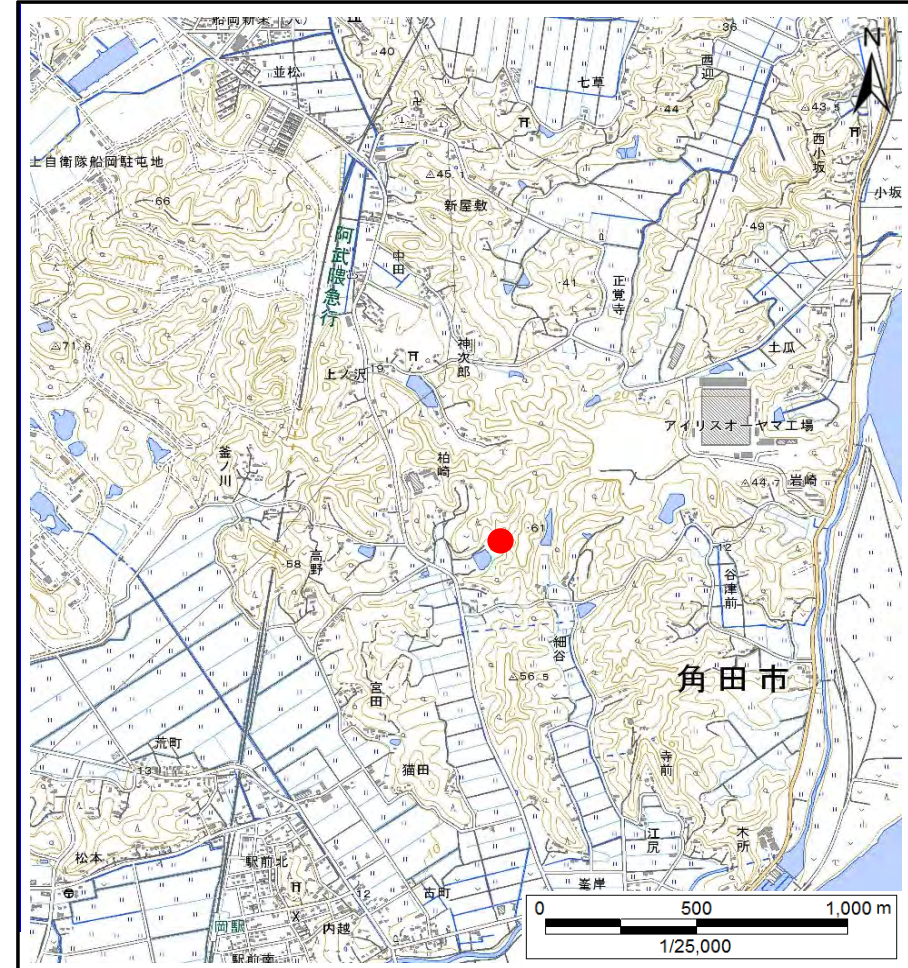 船岡新栄
並松
40
七草
西迎
36
N
44
43.5
西小坂
小坂
上自衛隊船岡駐屯地
66
45.1
新屋敷
49
阿武隈急行
中田
41
正覚寺
71.6
上ノ沢
19
神次郎
土瓜
アイリスオーヤマ工場
釜ノ川
柏崎
44.7
岩崎
61
58
高野
12
谷津前
細谷
56.5
角田市
宮田
荒町
13
猫田
寺前
松本
駅前北
12
古町
江尻
木所
峯岸
岡駅
内越
駅前南
0 500 1,000 m
1/25,000